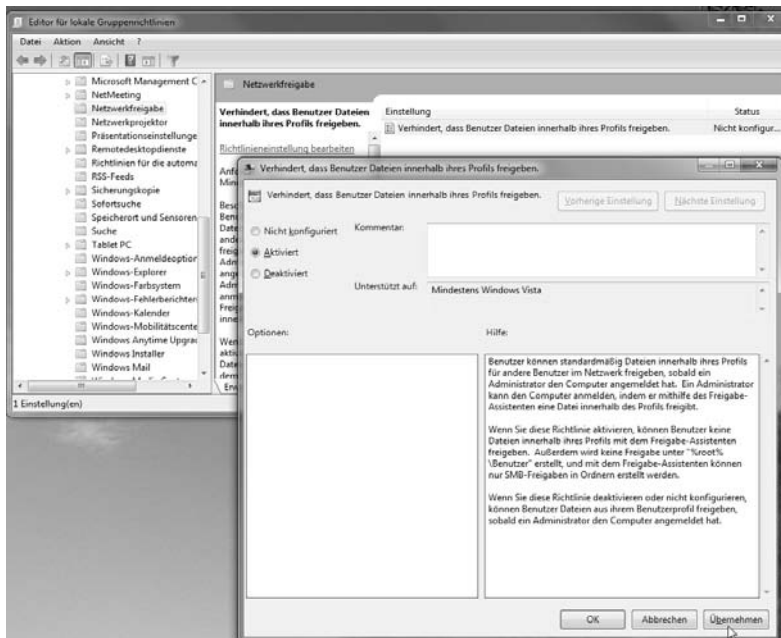 Editor für lokale Gruppenrichtlinien
Datei Aktion Ansicht ?
Microsoft Management C
NetMeeting
Netzwerkfreigabe
Netzwerkprojektor
Präsentationseinstellunge
Remotedesktopdienste
Richtlinien für die automa
RSS-Feeds
Sicherungskopie
Sofortsuche
Speicherort und Sensoren
Suche
Tablet PC
Windows-Anmeldeoption
Windows-Explorer
Windows-Farbsystem
Windows-Fehlerberichten
Windows-Kalender
Windows-Mobilitätscente
Windows Anytime Upgra
Windows Installer
Windows Mail
1 Einstellung(en)
Netzwerkfreigabe
Verhindert, dass Benutzer Dateien
innerhalb ihres Profils freigeben.
Richtlinieneinstellung bearbeiten
Einstellung Status
Verhindert, dass Benutzer Dateien innerhalb ihres Profils freigeben. Nicht konfigur...
Verhindert, dass Benutzer Dateien innerhalb ihres Profils freigeben.
Verhindert, dass Benutzer Dateien innerhalb ihres Profils freigeben.
Vorherige Einstellung Nächste Einstellung
Nicht konfiguriert Kommentar:
Aktiviert
Deaktiviert
Unterstützt auf: Mindestens Windows Vista
Optionen: Hilfe:
Benutzer können standardmäßig Dateien innerhalb ihres Profils
für andere Benutzer im Netzwerk freigeben, sobald ein
Administrator den Computer angemeldet hat. Ein Administrator
kann den Computer anmelden, indem er mithilfe des Freigabe-
Assistenten eine Datei innerhalb des Profils freigibt.
Wenn Sie diese Richtlinie aktivieren, können Benutzer keine
Dateien innerhalb ihres Profils mit dem Freigabe-Assistenten
freigeben. Außerdem wird keine Freigabe unter "%root%
\Benutzer" erstellt, und mit dem Freigabe-Assistenten können
nur SMB-Freigaben in Ordnern erstellt werden.
Wenn Sie diese Richtlinie deaktivieren oder nicht konfigurieren,
können Benutzer Dateien aus ihrem Benutzerprofil freigeben,
sobald ein Administrator den Computer angemeldet hat.
OK Abbrechen Übernehmen